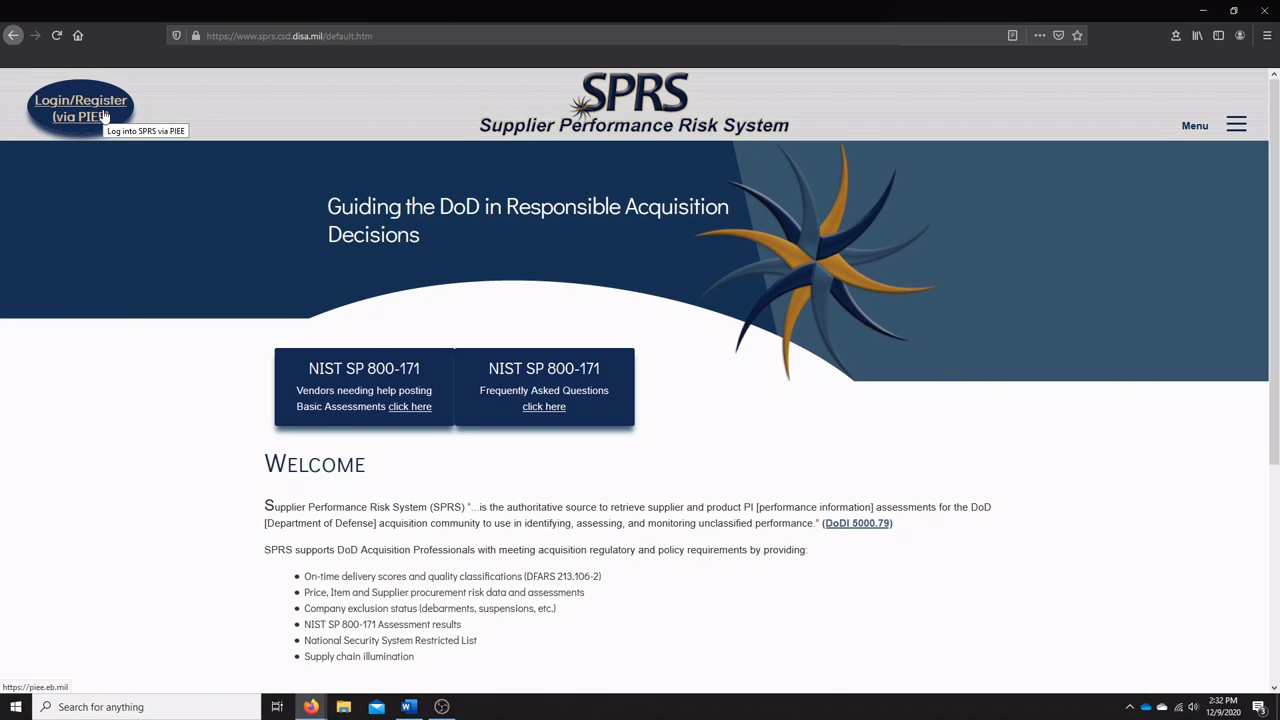 https://www.sprs.csd.disa.mil/default.htm
Login/Register
(via PIEE
Log into SPRS via PIEE
SPRS
Supplier Performance Risk System
Menu
Guiding the DoD in Responsible Acquisition
Decisions
NIST SP 800-171
Vendors needing help posting
Basic Assessments click here
NIST SP 800-171
Frequently Asked Questions
click here
WELCOME
Supplier Performance Risk System (SPRS) "...is the authoritative source to retrieve supplier and product PI [performance information] assessments for the DoD
[Department of Defense] acquisition community to use in identifying, assessing, and monitoring unclassified performance." (DoDI 5000.79)
SPRS supports DoD Acquisition Professionals with meeting acquisition regulatory and policy requirements by providing:
• On-time delivery scores and quality classifications (DFARS 213.106-2)
• Price, Item and Supplier procurement risk data and assessments
• Company exclusion status (debarments, suspensions, etc.)
• NIST SP 800-171 Assessment results
• National Security System Restricted List
• Supply chain illumination
https://piee.eb.mil
Search for anything
2:32 PM
12/9/2020
3